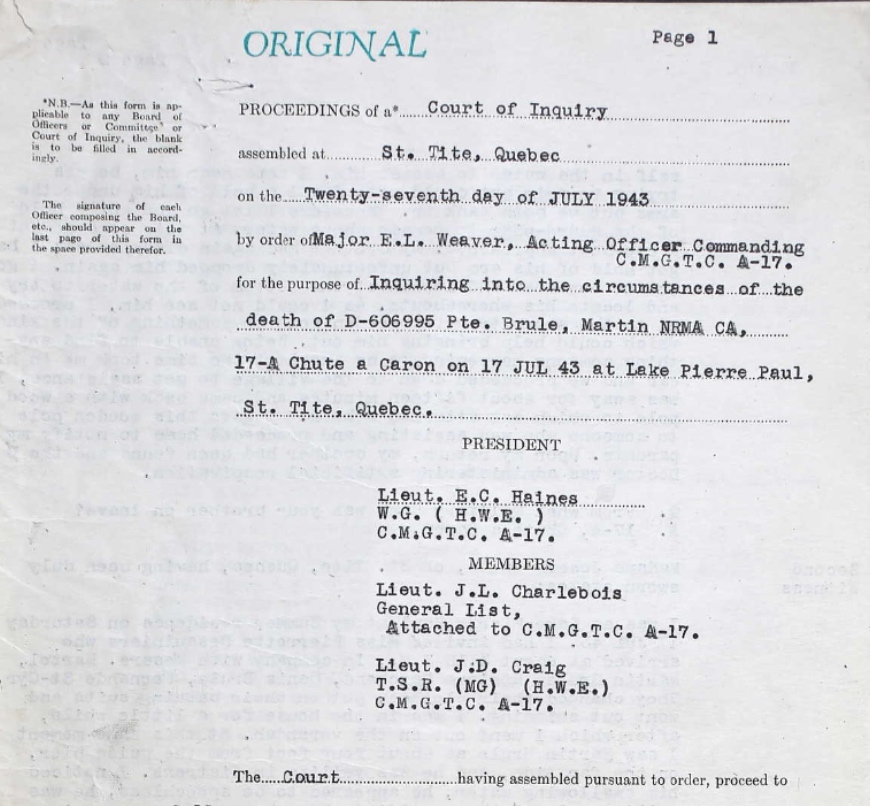 ORIGINAL
Page 1
*N.B.—As this form is ap-
plicable to any Board of
Officers or Committee or
Court of Inquiry, the blank
is to be filled in accord-
ingly.
The signature of each
Officer composing the Board,
etc., should appear on the
last page of this form in
the space provided therefor.
PROCEEDINGS of a* Court of Inquiry
assembled at St. Tite, Quebec
on the Twenty-seventh day of JULY 1943
by order of Major E.L. Weaver, Acting Officer Commanding
C.M.G.T.C. A-17.
for the purpose of Inquiring into the circumstances of the
death of D-606995 Pte. Brule, Martin NRMA CA,
17-A Chute a Caron on 17 JUL 43 at Lake Pierre Paul,
St. Tite, Quebec.
PRESIDENT
Lieut. E.C. Haines
W.G. ( H.W.E. )
C.M.G.T.C. A-17.
MEMBERS
Lieut. J.L. Charlebois
General List,
Attached to C.M.G.T.C. A-17.
Lieut. J.D. Craig
T.S.R. (MG) (H.W.E.)
C.M.G.T.C. A-17.
The Court having assembled pursuant to order, proceed to